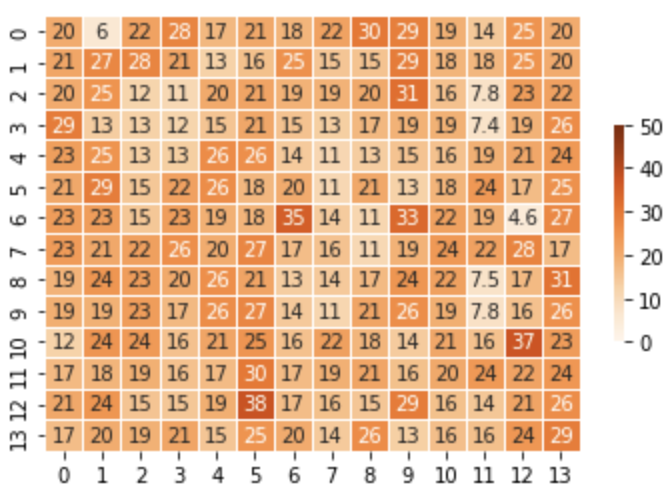 0 20 6 22 28 17 21 18 22 30 29 19 14 25 20
1 21 27 28 21 13 16 25 15 15 29 18 18 25 20
2 20 25 12 11 20 21 19 19 20 31 16 7.8 23 22
3 29 13 13 12 15 21 15 13 17 19 19 7.4 19 26
4 23 25 13 13 26 26 14 11 13 15 16 19 21 24
5 21 29 15 22 26 18 20 11 21 13 18 24 17 25
6 23 23 15 23 19 18 35 14 11 33 22 19 4.6 27
7 23 21 22 26 20 27 17 16 11 19 24 22 28 17
8 19 24 23 20 26 21 13 14 17 24 22 7.5 17 31
9 19 19 23 17 26 27 14 11 21 26 19 7.8 16 26
10 12 24 24 16 21 25 16 22 18 14 21 16 37 23
11 17 18 19 16 17 30 17 19 21 16 20 24 22 24
12 21 24 15 15 19 38 17 16 15 29 16 14 21 26
13 17 20 19 21 15 25 20 14 26 13 16 16 24 29
0 1 2 3 4 5 6 7 8 9 10 11 12 13
50
40
30
20
10
0